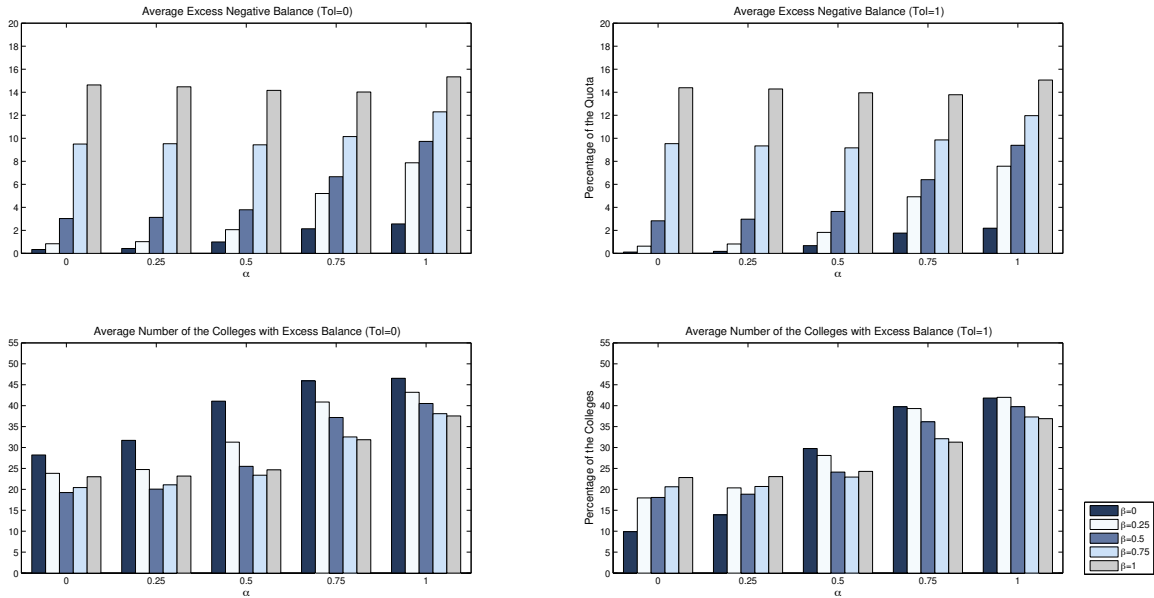 Average Excess Negative Balance (Tol=0)
20
18
16
14
12
10
8
6
4
2
0
0 0.25 0.5 0.75 1
α
Average Excess Negative Balance (Tol=1)
Percentage of the Quota
20
18
16
14
12
10
8
6
4
2
0
0 0.25 0.5 0.75 1
α
Average Number of the Colleges with Excess Balance (Tol=0)
55
50
45
40
35
30
25
20
15
10
5
0
0 0.25 0.5 0.75 1
α
Average Number of the Colleges with Excess Balance (Tol=1)
Percentage of the Colleges
55
50
45
40
35
30
25
20
15
10
5
0
0 0.25 0.5 0.75 1
α
β=0
β=0.25
β=0.5
β=0.75
β=1